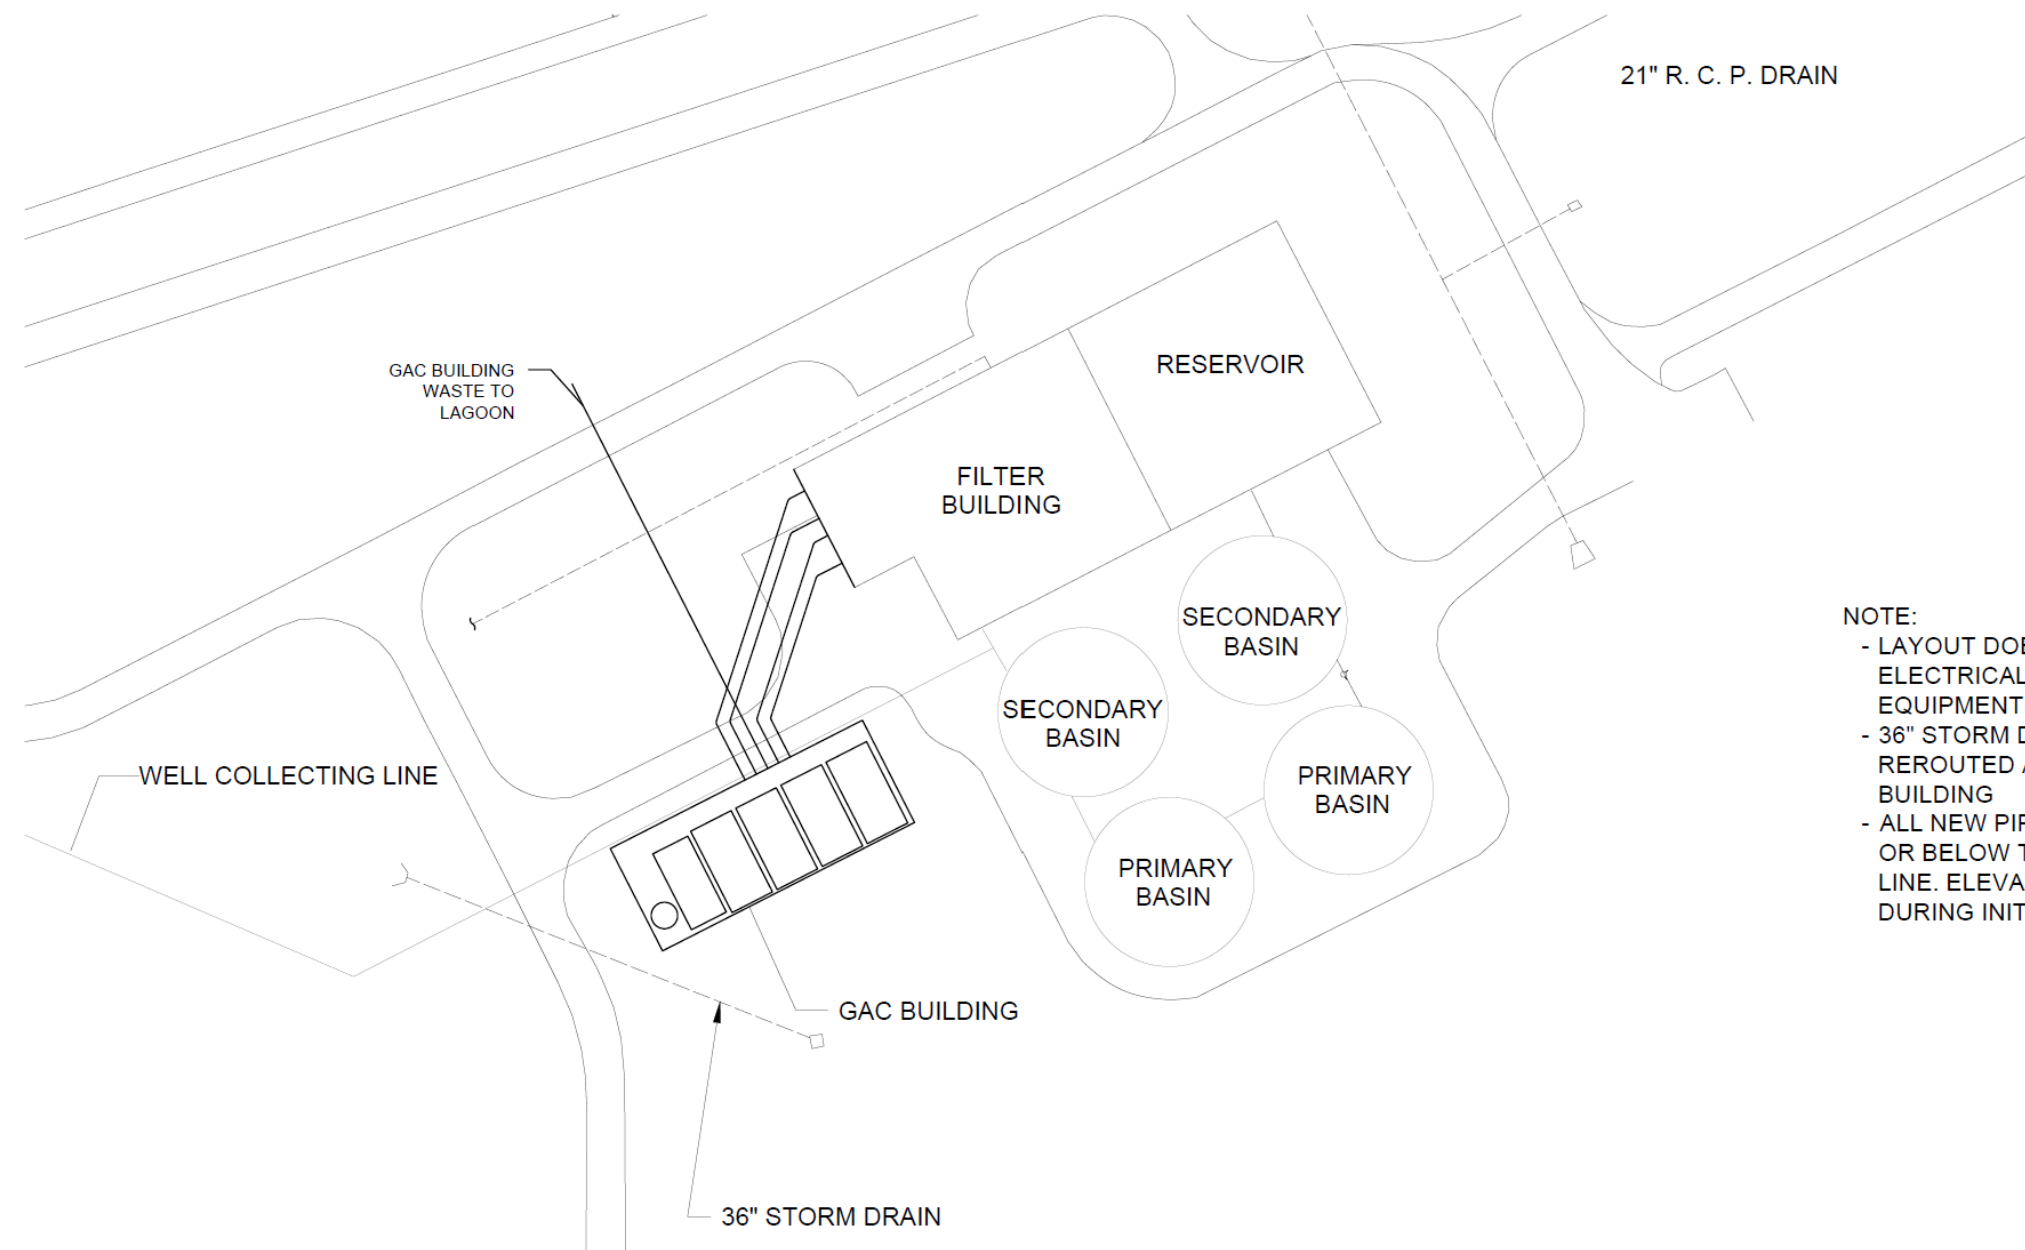 21" R. C. P. DRAIN
GAC BUILDING
WASTE TO
LAGOON
RESERVOIR
FILTER
BUILDING
SECONDARY
BASIN
SECONDARY
BASIN
WELL COLLECTING LINE
PRIMARY
BASIN
PRIMARY
BASIN
GAC BUILDING
36" STORM DRAIN
NOTE:
- LAYOUT
ELECTRICAL
EQUIPMENT
- 36" STORM
REROUTED
BUILDING
- ALL NEW
OR BELOW
LINE.
DURING